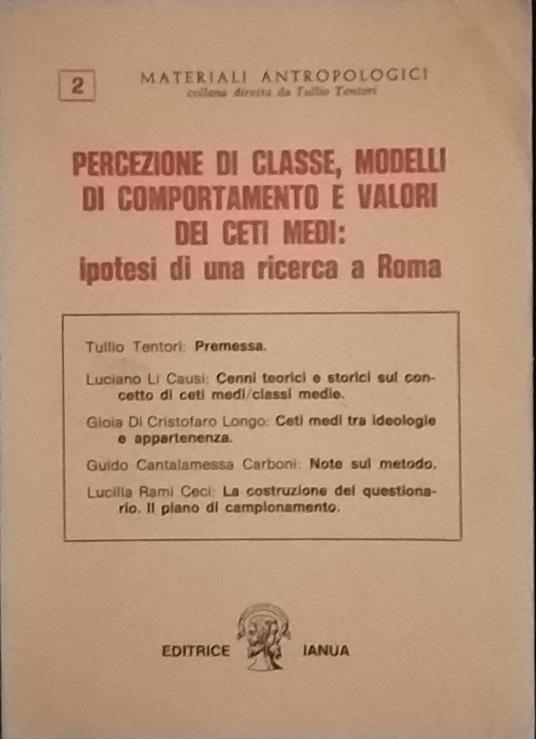 2
MATERIALI ANTROPOLOGICI
collana diretta da Tullio Tentori
PERCEZIONE DI CLASSE, MODELLI
DI COMPORTAMENTO E VALORI
DEI CETI MEDI:
ipotesi di una ricerca a Roma
Tullio Tentori: Premessa.
Luciano Li Causi: Cenni teorici e storici sul con-
cetto di ceti medi/classi medie.
Gioia Di Cristofaro Longo: Ceti medi tra ideologie
e appartenenza.
Guido Cantalamessa Carboni: Note sul metodo.
Lucilla Rami Ceci: La costruzione del questiona-
rio. Il piano di campionamento.
EDITRICE IANUA